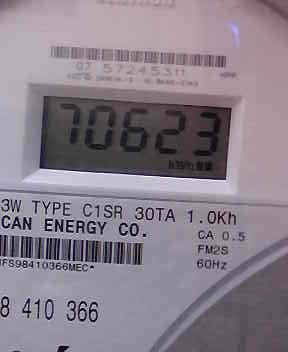 07 57245311
70623
kWh
3W TYPE C1SR 30TA 1.0Kh
CAN ENERGY CO.
CA 0.5
FM2S
60Hz
IFS98410366MEC*
8 410 366